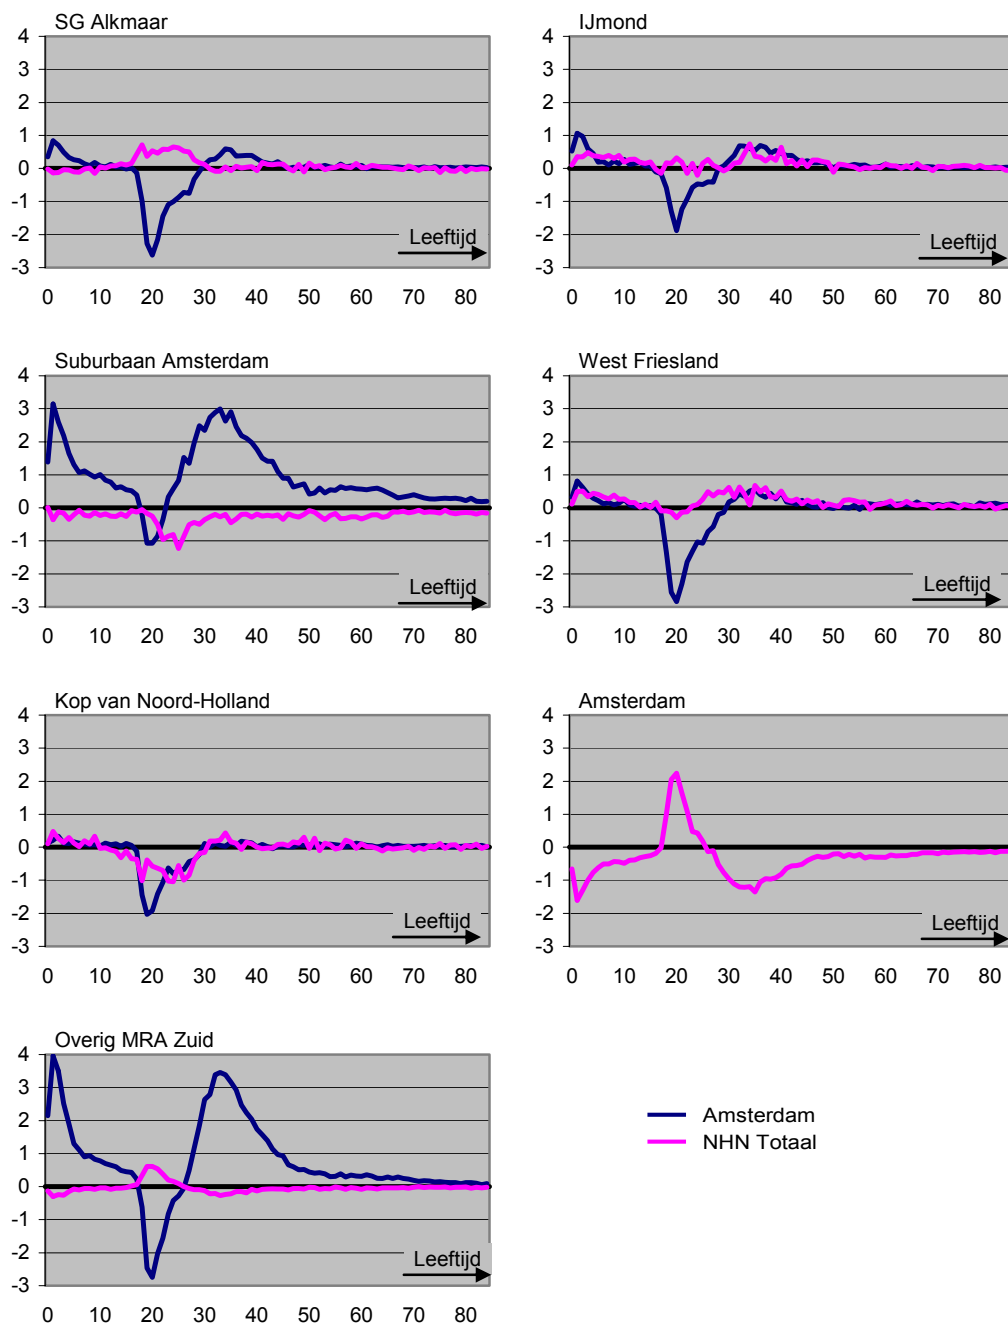 SG Alkmaar
4
3
2
1
0
-1
-2
-3
Leeftijd
0 10 20 30 40 50 60 70 80
IJmond
4
3
2
1
0
-1
-2
-3
Leeftijd
0 10 20 30 40 50 60 70 80
Suburbaan Amsterdam
4
3
2
1
0
-1
-2
-3
Leeftijd
0 10 20 30 40 50 60 70 80
West Friesland
4
3
2
1
0
-1
-2
-3
Leeftijd
0 10 20 30 40 50 60 70 80
Kop van Noord-Holland
4
3
2
1
0
-1
-2
-3
Leeftijd
0 10 20 30 40 50 60 70 80
Amsterdam
4
3
2
1
0
-1
-2
-3
Leeftijd
0 10 20 30 40 50 60 70 80
Overig MRA Zuid
4
3
2
1
0
-1
-2
-3
Leeftijd
0 10 20 30 40 50 60 70 80
Amsterdam
NHN Totaal